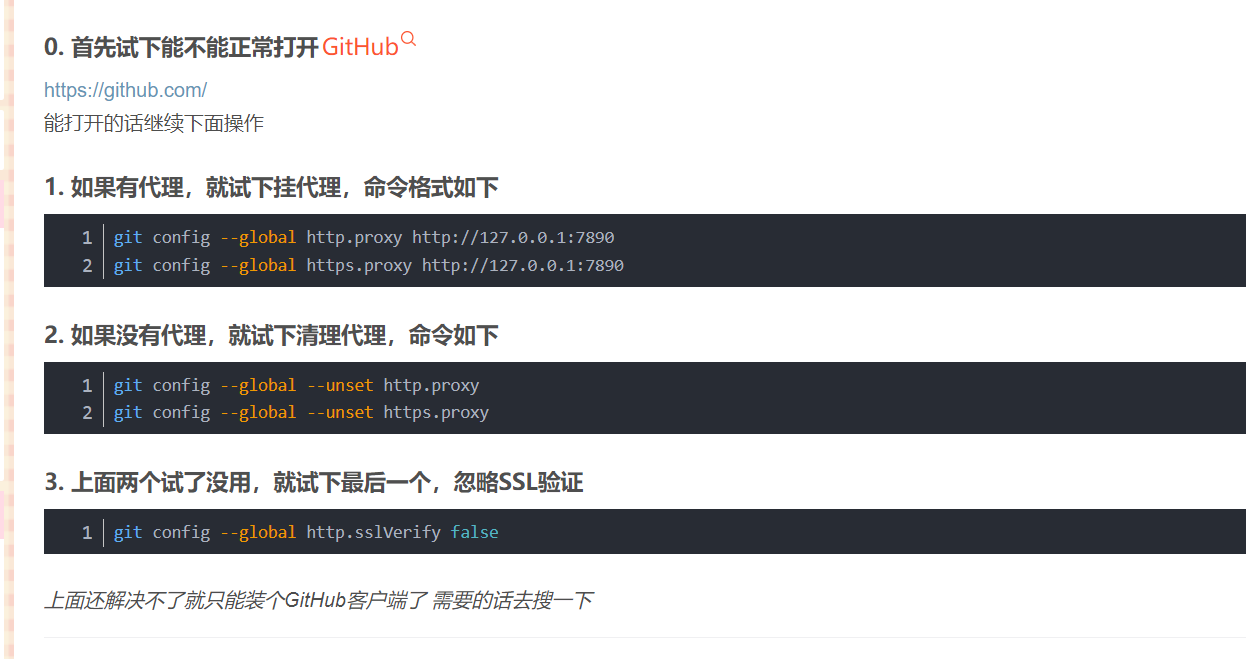 0. 首先试下能不能正常打开GitHub
https://github.com/
能打开的话继续下面操作
1. 如果有代理，就试下挂代理，命令格式如下
1 git config --global http.proxy http://127.0.0.1:7890
2 git config --global https.proxy http://127.0.0.1:7890
2. 如果没有代理，就试下清理代理，命令如下
1 git config --global --unset http.proxy
2 git config --global --unset https.proxy
3. 上面两个试了没用，就试下最后一个，忽略SSL验证
1 git config --global http.sslVerify false
上面还解决不了就只能装个GitHub客户端了 需要的话去搜一下